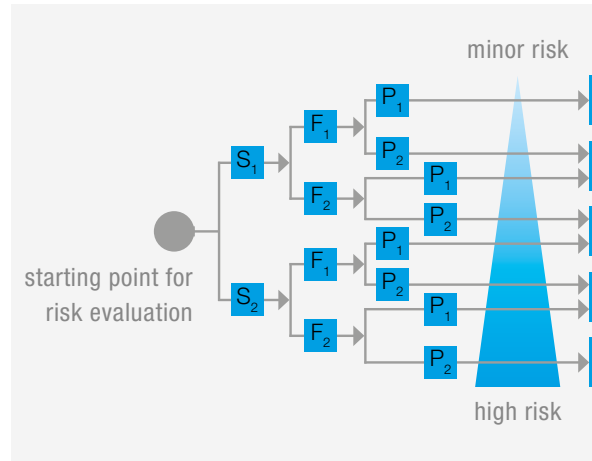 minor risk
P1
F1
P2
S1
P1
F2
P2
starting point for
risk evaluation
P1
F1
P2
S2
P1
F2
P2
high risk